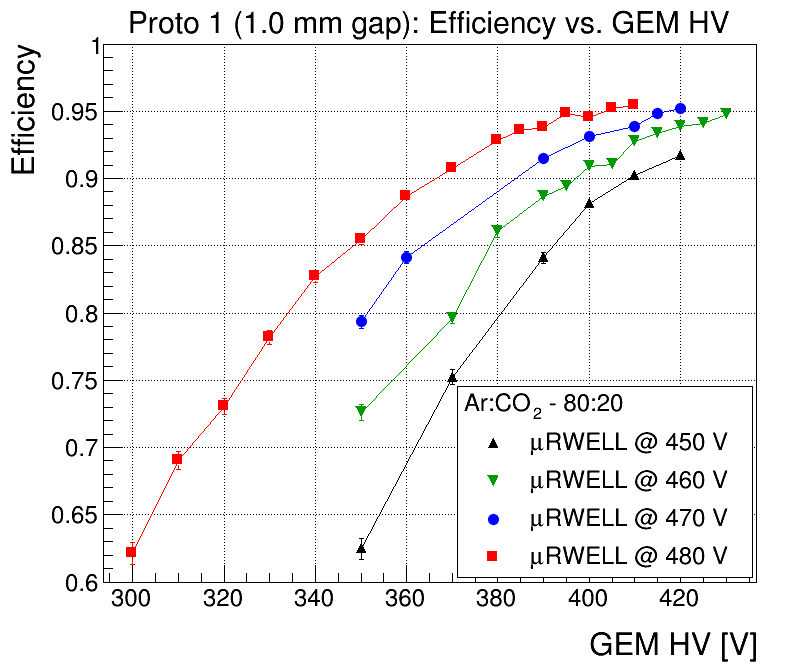 Proto 1 (1.0 mm gap): Efficiency vs. GEM HV
Efficiency
1
0.95
0.9
0.85
0.8
0.75
0.7
0.65
0.6
Ar:CO2 - 80:20
μRWELL @ 450 V
μRWELL @ 460 V
μRWELL @ 470 V
μRWELL @ 480 V
300 320 340 360 380 400 420
GEM HV [V]